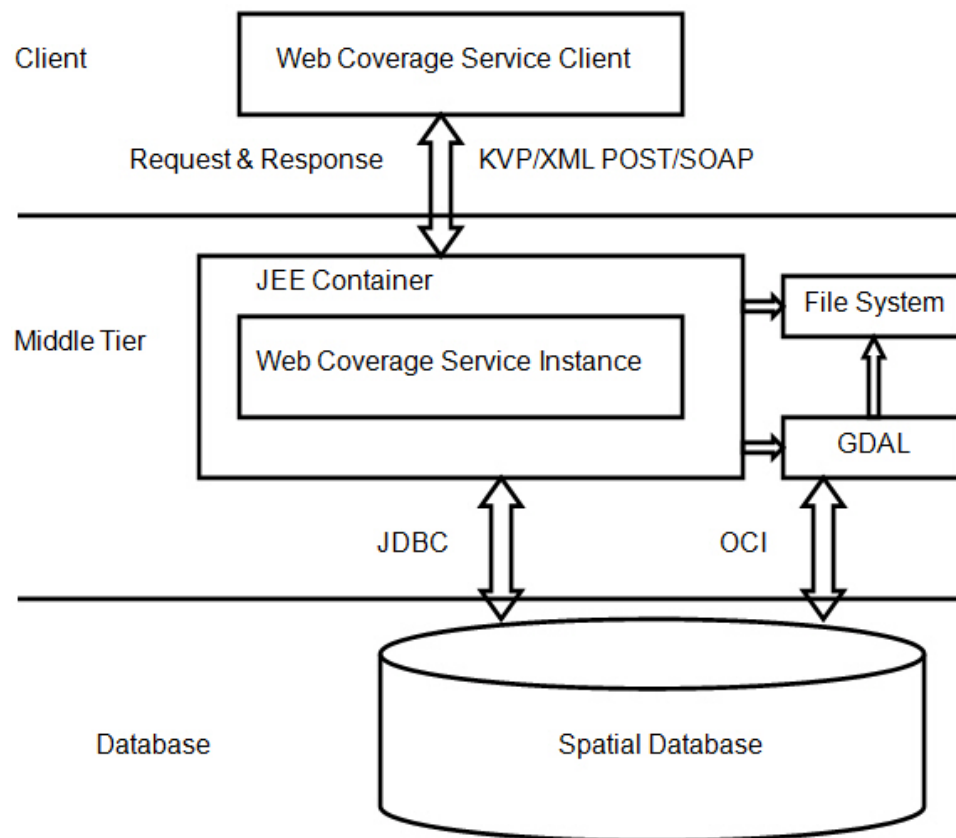 Client
Web Coverage Service Client
Request & Response
KVP/XML POST/SOAP
JEE Container
File System
Middle Tier
Web Coverage Service Instance
GDAL
JDBC
OCI
Database
Spatial Database